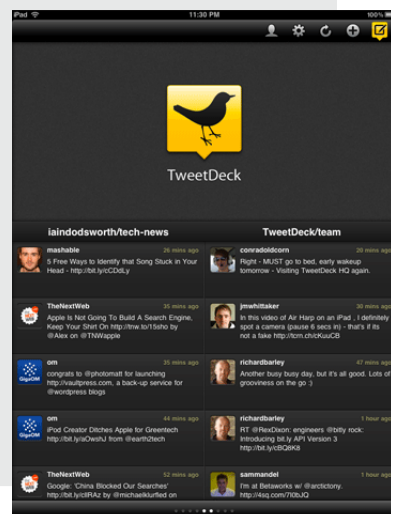 iPad 11:30 PM 100%
TweetDeck
iaindodsworth/tech-news
mashable 26 mins ago
5 Free Ways to Identify that Song Stuck in Your
Head - http://bit.ly/cCDdLy
TheNextWeb 35 mins ago
Apple Is Not Going To Build A Search Engine,
Keep Your Shirt On http://tnw.to/15sho by
@Alex on @TNWapple
om 35 mins ago
congrats to @photomatt for launching
http://vaultpress.com, a back-up service for
@wordpress blogs
om 44 mins ago
iPod Creator Ditches Apple for Greentech
http://bit.ly/aOwshJ from @earth2tech
TheNextWeb 52 mins ago
Google: 'China Blocked Our Searches'
http://bit.ly/cIlRAz by @michaelklurfled on
TweetDeck/team
conradoldcorn 20 mins ago
Right - MUST go to bed, early wakeup
tomorrow - Visiting TweetDeck HQ again.
jmwhittaker 30 mins ago
In this video of Air Harp on an iPad , I definitely
spot a camera (pause 6 secs in) - that's if its
not a fake http://tcrn.ch/cKuuCB
richardbarley 47 mins ago
Another busy busy day, but it's all good. Lots of
grooviness on the go :)
richardbarley 1 hour ago
RT @RexDixon: engineers @bitly rock:
Introducing bit.ly API Version 3
http://bit.ly/cBQ8K8
sammandel 1 hour ago
I'm at Betaworks w/ @arctictony.
http://4sq.com/7l0bJQ
GigaOM
GigaOM